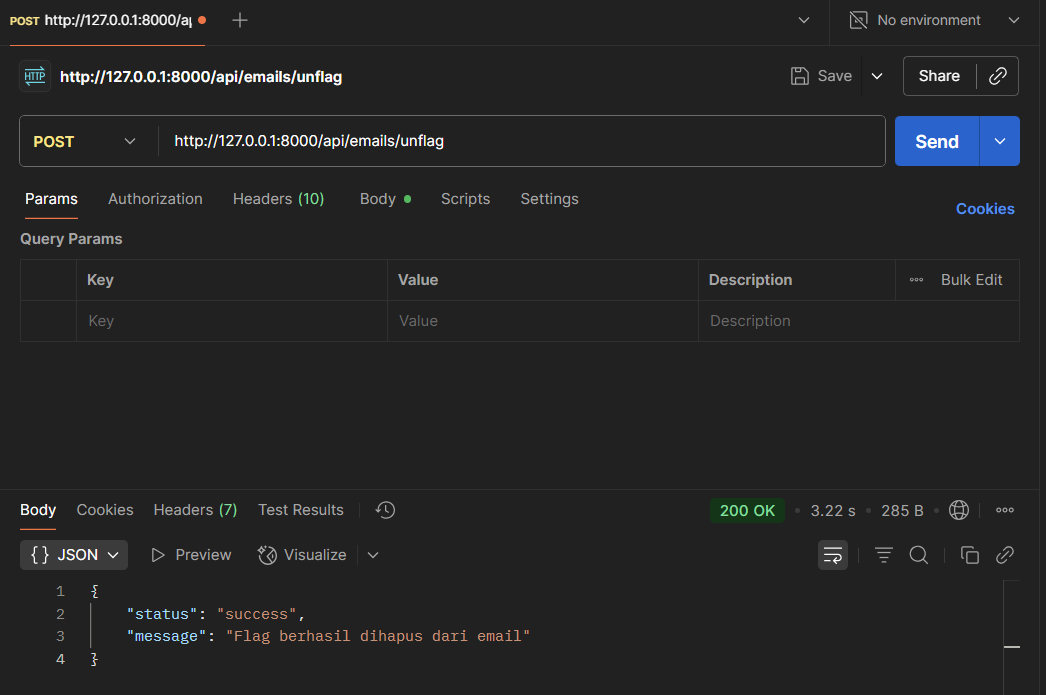 POST http://127.0.0.1:8000/a
No environment
HTTP http://127.0.0.1:8000/api/emails/unflag
Save
Share
POST http://127.0.0.1:8000/api/emails/unflag
Send
Params Authorization Headers (10) Body Scripts Settings
Cookies
Query Params
Key Value Description Bulk Edit
Key Value Description
Body Cookies Headers (7) Test Results
200 OK 3.22 s 285 B
{} JSON Preview Visualize
1 {
2 "status": "success",
3 "message": "Flag berhasil dihapus dari email"
4 }